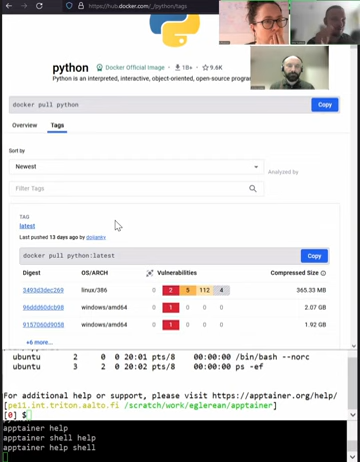 https://hub.docker.com/_/python/tags
python
Docker Official Image
1B+
9.6K
Python is an interpreted, interactive, object-oriented, open-source
docker pull python
Copy
Overview
Tags
Sort by
Newest
Analyzed by
Filter Tags
TAG
latest
Last pushed 13 days ago by doijanky
docker pull python:latest
Copy
Digest OS/ARCH Vulnerabilities Compressed Size
3493d3dec269 linux/386 0 2 5 112 4 365.33 MB
96ddd60dcb98 windows/amd64 0 1 0 0 0 2.07 GB
9157060d9058 windows/amd64 0 1 0 0 0 1.92 GB
+6 more...
ubuntu 2 0 0 20:01 pts/8 00:00:00 /bin/bash --norc
ubuntu 3 2 0 20:02 pts/8 00:00:00 ps -ef
For additional help or support, please visit https://apptainer.org/help/
[pe11.int.triton.aalto.fi /scratch/work/eglerean/apptainer]
[0] $
apptainer help
apptainer shell help
apptainer help shell